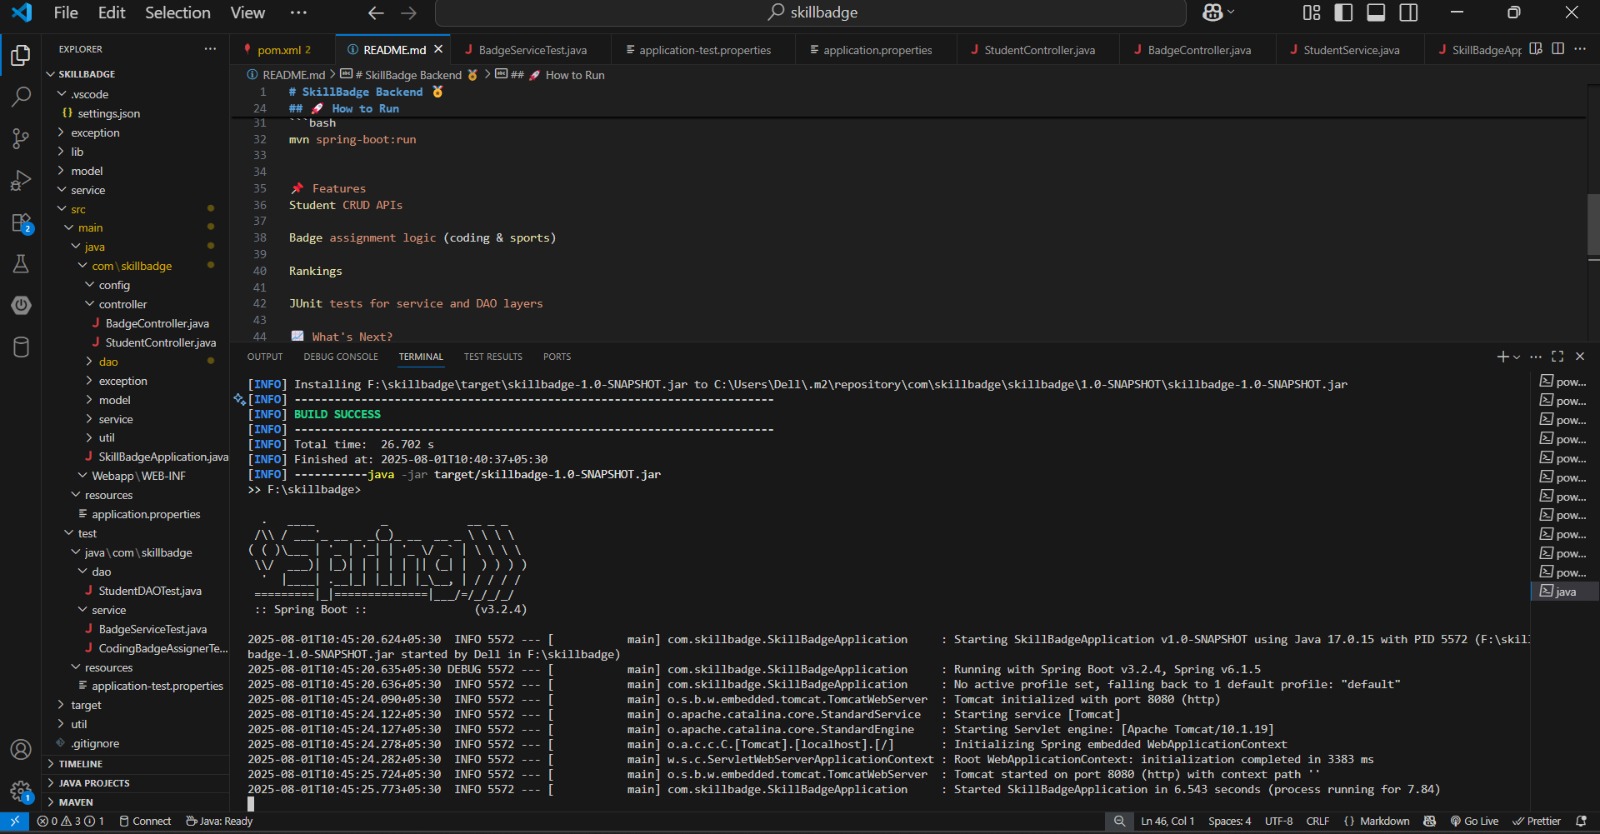 File Edit Selection View ··· skillbadge
EXPLORER ···
SKILLBADGE
.vscode
{} settings.json
exception
lib
model
service
src
main
java
com\skillbadge
config
controller
J BadgeController.java
J StudentController.java
dao
exception
model
service
util
J SkillBadgeApplication.java
Webapp\WEB-INF
resources
application.properties
test
java\com\skillbadge
dao
J StudentDAOTest.java
service
J BadgeServiceTest.java
J CodingBadgeAssignerTe...
resources
application-test.properties
target
util
.gitignore
TIMELINE
JAVA PROJECTS
MAVEN
pom.xml 2 README.md BadgeServiceTest.java application-test.properties application.properties StudentController.java BadgeController.java StudentService.java SkillBadgeApp
README.md > # SkillBadge Backend 🏅 > ## 🚀 How to Run
1 # SkillBadge Backend 🏅
24 ## 🚀 How to Run
31 ```bash
32 mvn spring-boot:run
33
34
35 📌 Features
36 Student CRUD APIs
37
38 Badge assignment logic (coding & sports)
39
40 Rankings
41
42 JUnit tests for service and DAO layers
43
44 📈 What's Next?
OUTPUT DEBUG CONSOLE TERMINAL TEST RESULTS PORTS
[INFO] Installing F:\skillbadge\target\skillbadge-1.0-SNAPSHOT.jar to C:\Users\Dell\.m2\repository\com\skillbadge\skillbadge\1.0-SNAPSHOT\skillbadge-1.0-SNAPSHOT.jar
[INFO] ------------------------------------------------------------------------
[INFO] BUILD SUCCESS
[INFO] ------------------------------------------------------------------------
[INFO] Total time:  26.702 s
[INFO] Finished at: 2025-08-01T10:40:37+05:30
[INFO] -----------java -jar target/skillbadge-1.0-SNAPSHOT.jar
>> F:\skillbadge>
:: Spring Boot ::                (v3.2.4)
2025-08-01T10:45:20.624+05:30  INFO 5572 --- [           main] com.skillbadge.SkillBadgeApplication     : Starting SkillBadgeApplication v1.0-SNAPSHOT using Java 17.0.15 with PID 5572 (F:\skill
badge-1.0-SNAPSHOT.jar started by Dell in F:\skillbadge)
2025-08-01T10:45:20.635+05:30 DEBUG 5572 --- [           main] com.skillbadge.SkillBadgeApplication     : Running with Spring Boot v3.2.4, Spring v6.1.5
2025-08-01T10:45:20.636+05:30  INFO 5572 --- [           main] com.skillbadge.SkillBadgeApplication     : No active profile set, falling back to 1 default profile: "default"
2025-08-01T10:45:24.090+05:30  INFO 5572 --- [           main] o.s.b.w.embedded.tomcat.TomcatWebServer  : Tomcat initialized with port 8080 (http)
2025-08-01T10:45:24.122+05:30  INFO 5572 --- [           main] o.apache.catalina.core.StandardService   : Starting service [Tomcat]
2025-08-01T10:45:24.127+05:30  INFO 5572 --- [           main] o.apache.catalina.core.StandardEngine    : Starting Servlet engine: [Apache Tomcat/10.1.19]
2025-08-01T10:45:24.278+05:30  INFO 5572 --- [           main] o.a.c.c.C.[Tomcat].[localhost].[/]       : Initializing Spring embedded WebApplicationContext
2025-08-01T10:45:24.282+05:30  INFO 5572 --- [           main] w.s.c.ServletWebServerApplicationContext : Root WebApplicationContext: initialization completed in 3383 ms
2025-08-01T10:45:25.724+05:30  INFO 5572 --- [           main] o.s.b.w.embedded.tomcat.TomcatWebServer  : Tomcat started on port 8080 (http) with context path ''
2025-08-01T10:45:25.773+05:30  INFO 5572 --- [           main] com.skillbadge.SkillBadgeApplication     : Started SkillBadgeApplication in 6.543 seconds (process running for 7.84)
pow...
pow...
pow...
pow...
pow...
pow...
pow...
pow...
pow...
pow...
pow...
java
2
1
0 3 1 Connect Java: Ready Ln 46, Col 1 Spaces: 4 UTF-8 CRLF {} Markdown Go Live Prettier